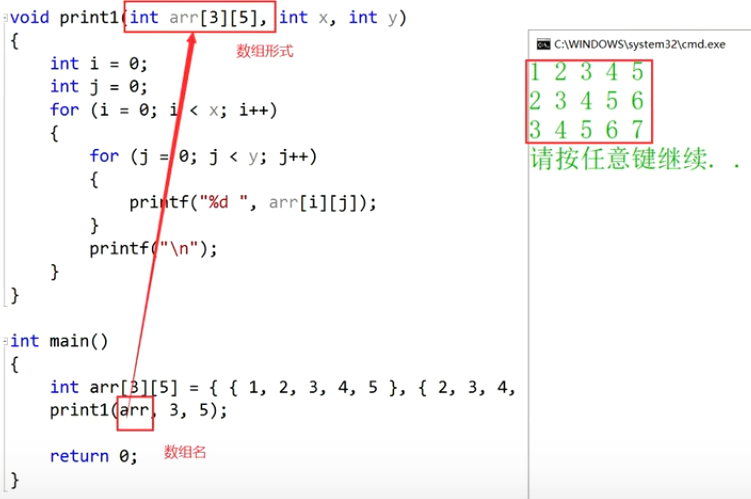 void print1(int arr[3][5], int x, int y)
数组形式
{
int i = 0;
int j = 0;
for (i = 0; i < x; i++)
{
for (j = 0; j < y; j++)
{
printf("%d ", arr[i][j]);
}
printf("\n");
}
}
int main()
{
int arr[3][5] = { { 1, 2, 3, 4, 5 }, { 2, 3, 4,
print1(arr, 3, 5);
return 0;
数组名
}
C:\WINDOWS\system32\cmd.exe
1 2 3 4 5
2 3 4 5 6
3 4 5 6 7
请按任意键继续. .